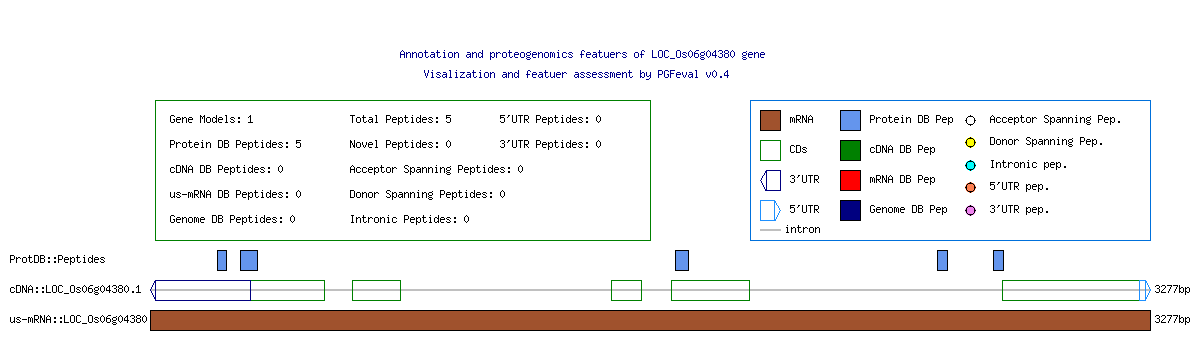 Annotation and proteogenomics featuers of LOC_Os06g04380 gene
Visalization and featuer assessment by PGFeval v0.4
Gene Models: 1 Total Peptides: 5 5'UTR Peptides: 0
Protein DB Peptides: 5 Novel Peptides: 0 3'UTR Peptides: 0
cDNA DB Peptides: 0 Acceptor Spanning Peptides: 0
us-mRNA DB Peptides: 0 Donor Spanning Peptides: 0
Genome DB Peptides: 0 Intronic Peptides: 0
mRNA Protein DB Pep Acceptor Spanning Pep.
CDs cDNA DB Pep Donor Spanning Pep.
3'UTR mRNA DB Pep Intronic pep.
5'UTR Genome DB Pep 5'UTR pep.
intron 3'UTR pep.
ProtDB::Peptides
cDNA::LOC_Os06g04380.1 3277bp
us-mRNA::LOC_Os06g04380 3277bp